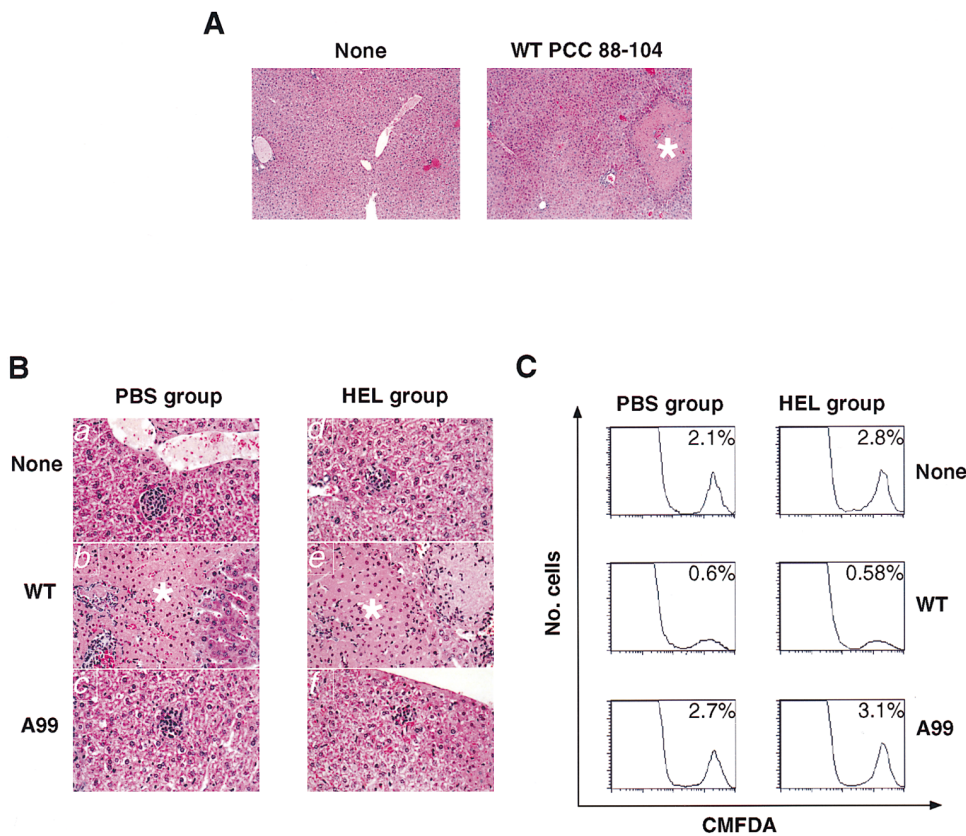 A
None
WT PCC 88-104
*
B
PBS group
HEL group
None
WT
A99
a
d
b
*
e
*
c
f
C
PBS group
HEL group
2.1%
2.8%
None
0.6%
0.58%
WT
2.7%
3.1%
A99
No. cells
CMFDA